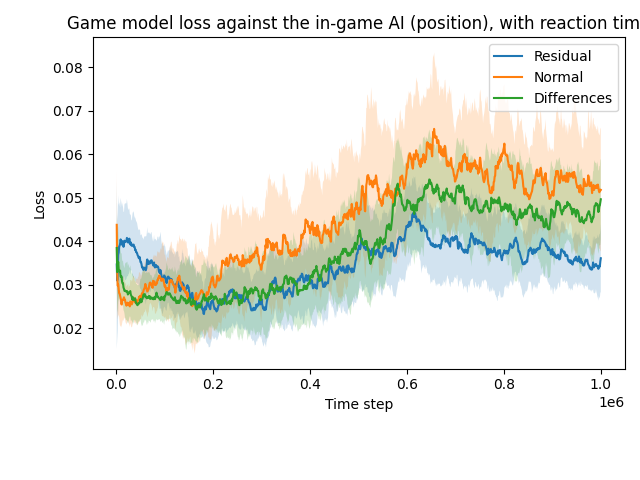 Game model loss against the in-game AI (position), with reaction tim
Residual
Normal
Differences
Loss
0.08
0.07
0.06
0.05
0.04
0.03
0.02
0.0 0.2 0.4 0.6 0.8 1.0
1e6
Time step